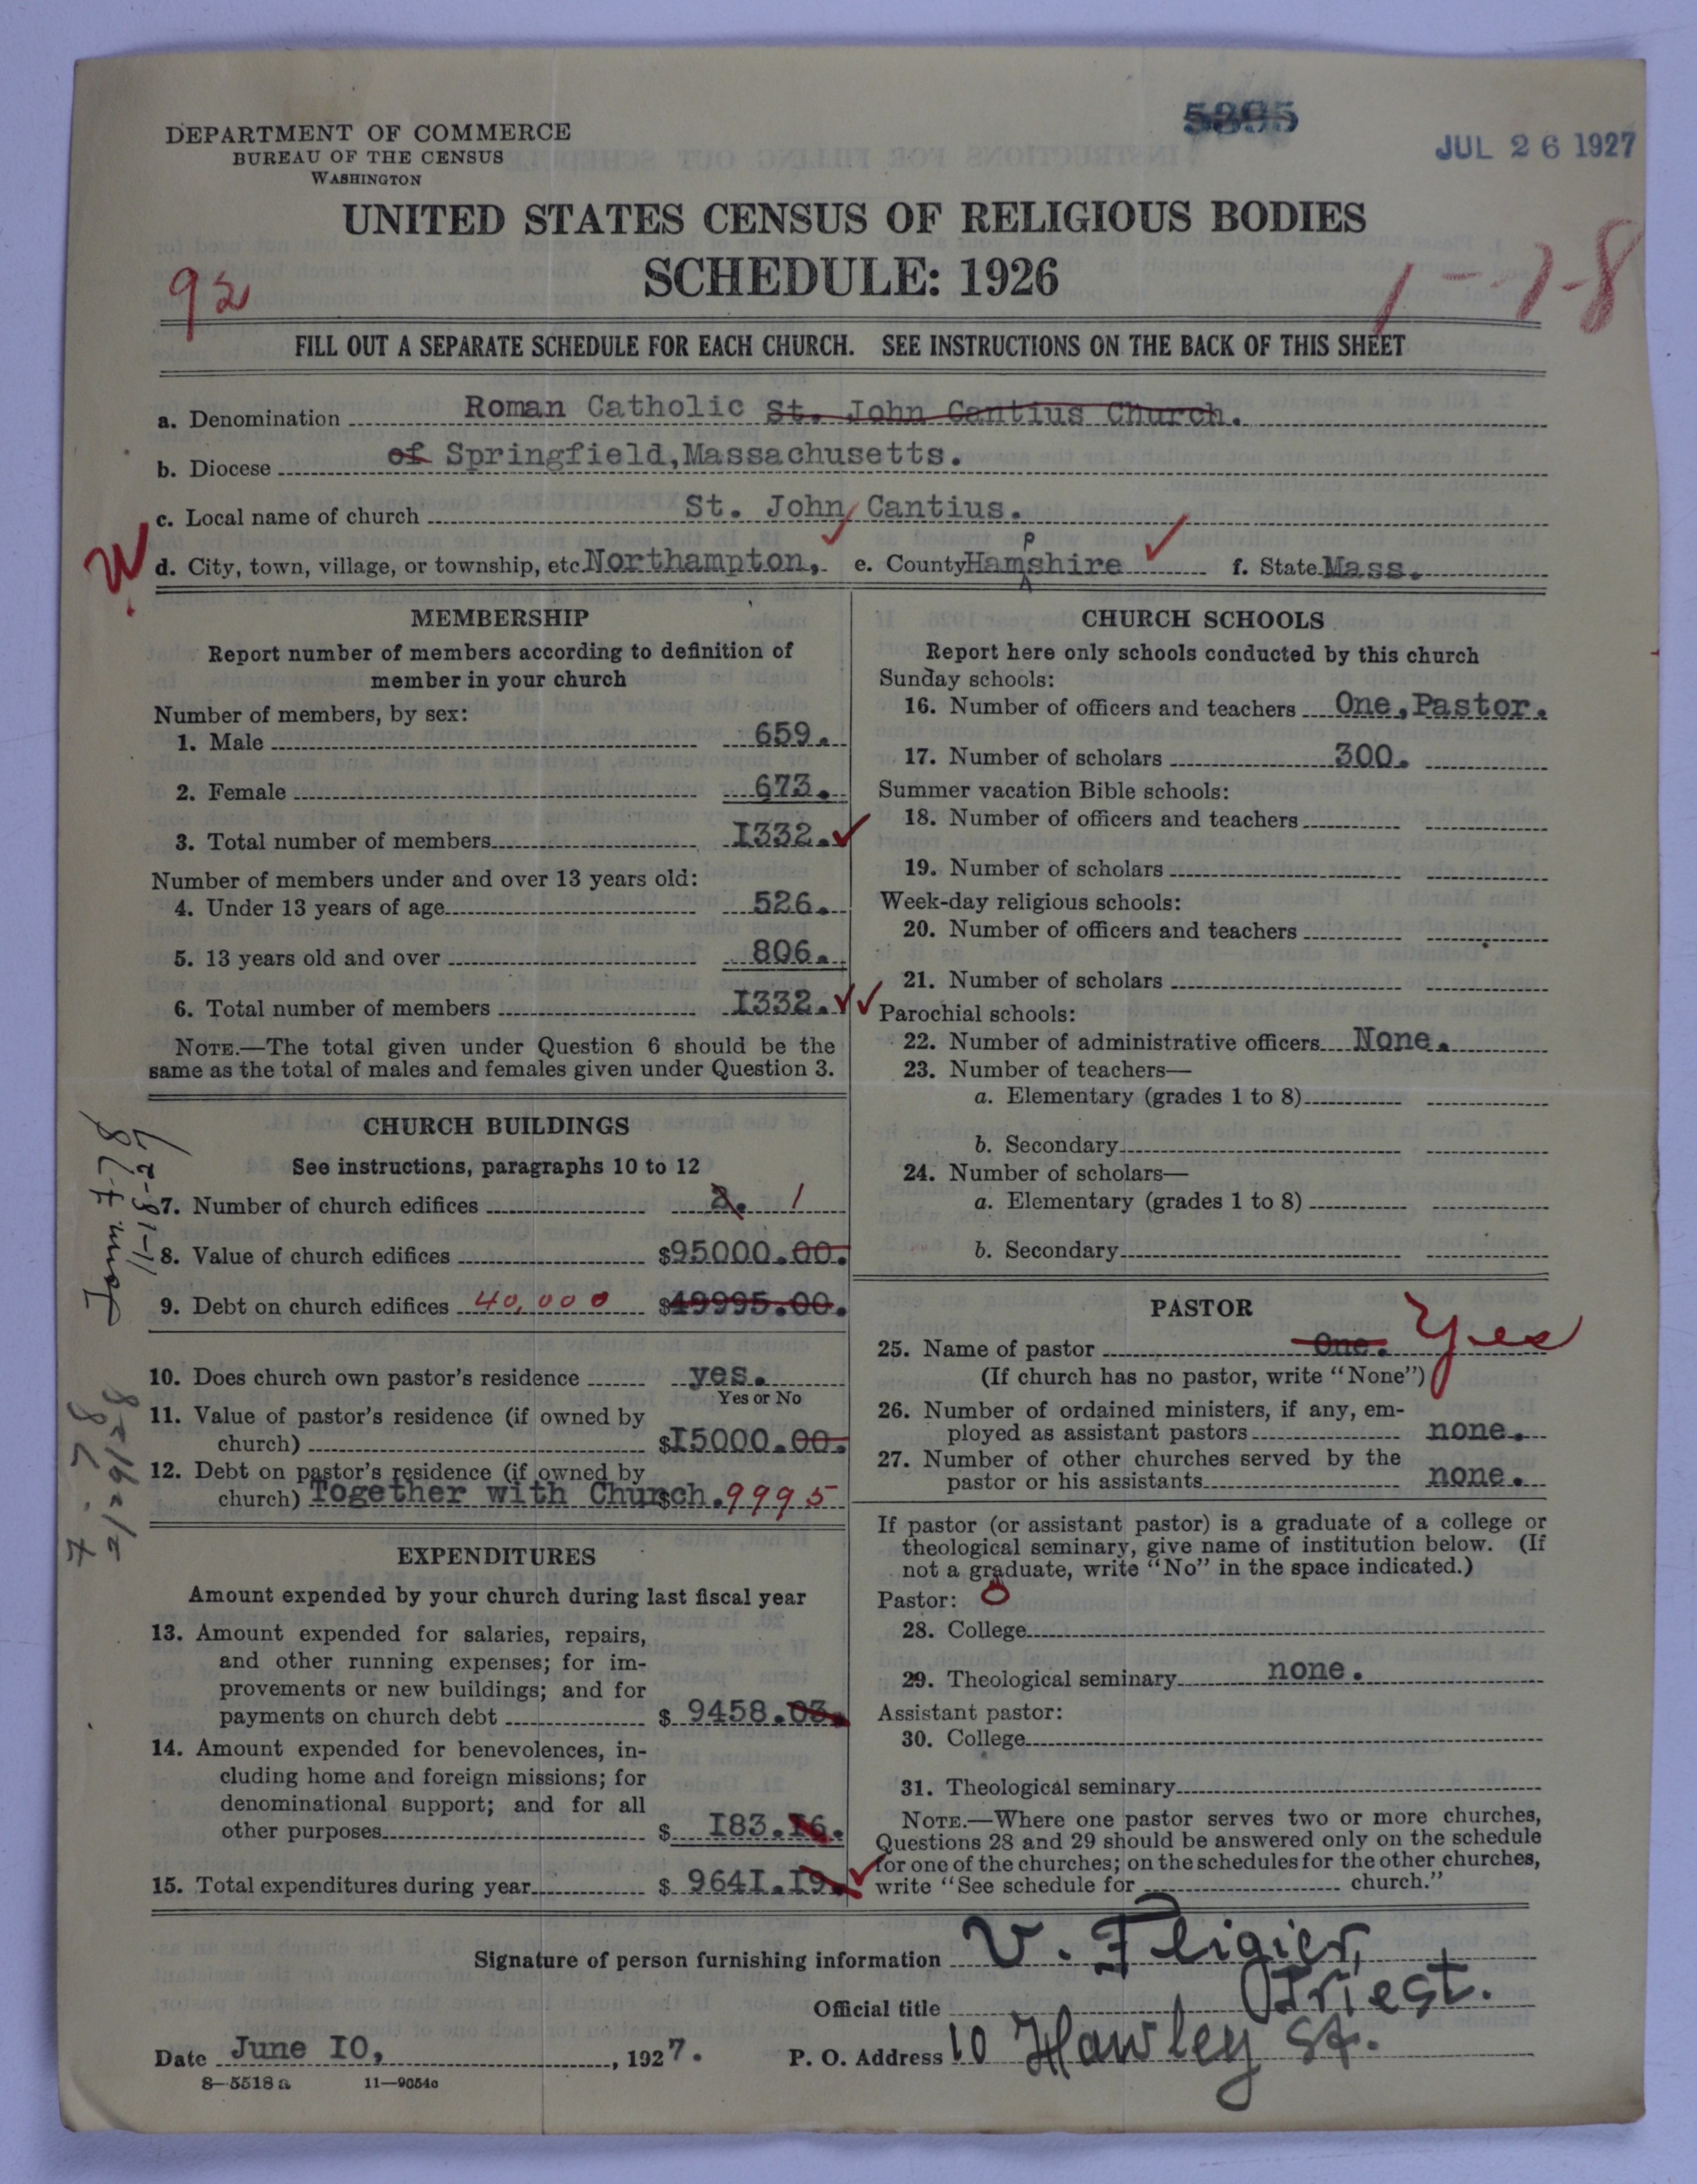 5895
JUL 26 1927
DEPARTMENT OF COMMERCE
BUREAU OF THE CENSUS
WASHINGTON
UNITED STATES CENSUS OF RELIGIOUS BODIES
SCHEDULE: 1926
92
1-7-8
FILL OUT A SEPARATE SCHEDULE FOR EACH CHURCH. SEE INSTRUCTIONS ON THE BACK OF THIS SHEET
a. Denomination Roman Catholic St. John Cantius Church.
b. Diocese of Springfield, Massachusetts.
c. Local name of church St. John Cantius.
W
d. City, town, village, or township, etc. Northampton, e. County Hampshire f. State Mass.
MEMBERSHIP
Report number of members according to definition of
member in your church
Number of members, by sex:
1. Male 659.
2. Female 673.
3. Total number of members I332.✓
Number of members under and over 13 years old:
4. Under 13 years of age 526.
5. 13 years old and over 806.
6. Total number of members I332.✓✓
NOTE.—The total given under Question 6 should be the
same as the total of males and females given under Question 3.
CHURCH BUILDINGS
See instructions, paragraphs 10 to 12
7. Number of church edifices 2. 1
8. Value of church edifices $95000.00.
9. Debt on church edifices 40,000 $49995.00.
10. Does church own pastor's residence yes.
Yes or No
11. Value of pastor's residence (if owned by
church) $I5000.00.
12. Debt on pastor's residence (if owned by
church) Together with Church. $ 9995
EXPENDITURES
Amount expended by your church during last fiscal year
13. Amount expended for salaries, repairs,
and other running expenses; for im-
provements or new buildings; and for
payments on church debt $ 9458.03.
14. Amount expended for benevolences, in-
cluding home and foreign missions; for
denominational support; and for all
other purposes $ I83.I6.
15. Total expenditures during year $ 964I.I9.✓
CHURCH SCHOOLS
Report here only schools conducted by this church
Sunday schools:
16. Number of officers and teachers One, Pastor.
17. Number of scholars 300.
Summer vacation Bible schools:
18. Number of officers and teachers
19. Number of scholars
Week-day religious schools:
20. Number of officers and teachers
21. Number of scholars
Parochial schools:
22. Number of administrative officers None.
23. Number of teachers—
a. Elementary (grades 1 to 8)
b. Secondary
24. Number of scholars—
a. Elementary (grades 1 to 8)
b. Secondary
PASTOR
25. Name of pastor One. Yes
(If church has no pastor, write "None")
26. Number of ordained ministers, if any, em-
ployed as assistant pastors none.
27. Number of other churches served by the
pastor or his assistants none.
If pastor (or assistant pastor) is a graduate of a college or
theological seminary, give name of institution below. (If
not a graduate, write "No" in the space indicated.)
Pastor: 0
28. College
29. Theological seminary none.
Assistant pastor:
30. College
31. Theological seminary
NOTE.—Where one pastor serves two or more churches,
Questions 28 and 29 should be answered only on the schedule
for one of the churches; on the schedules for the other churches,
write "See schedule for church."
Signature of person furnishing information V. Fligier,
Official title Priest.
Date June I0, 1927. P. O. Address 10 Hawley St.
8—5518 a 11—9054c